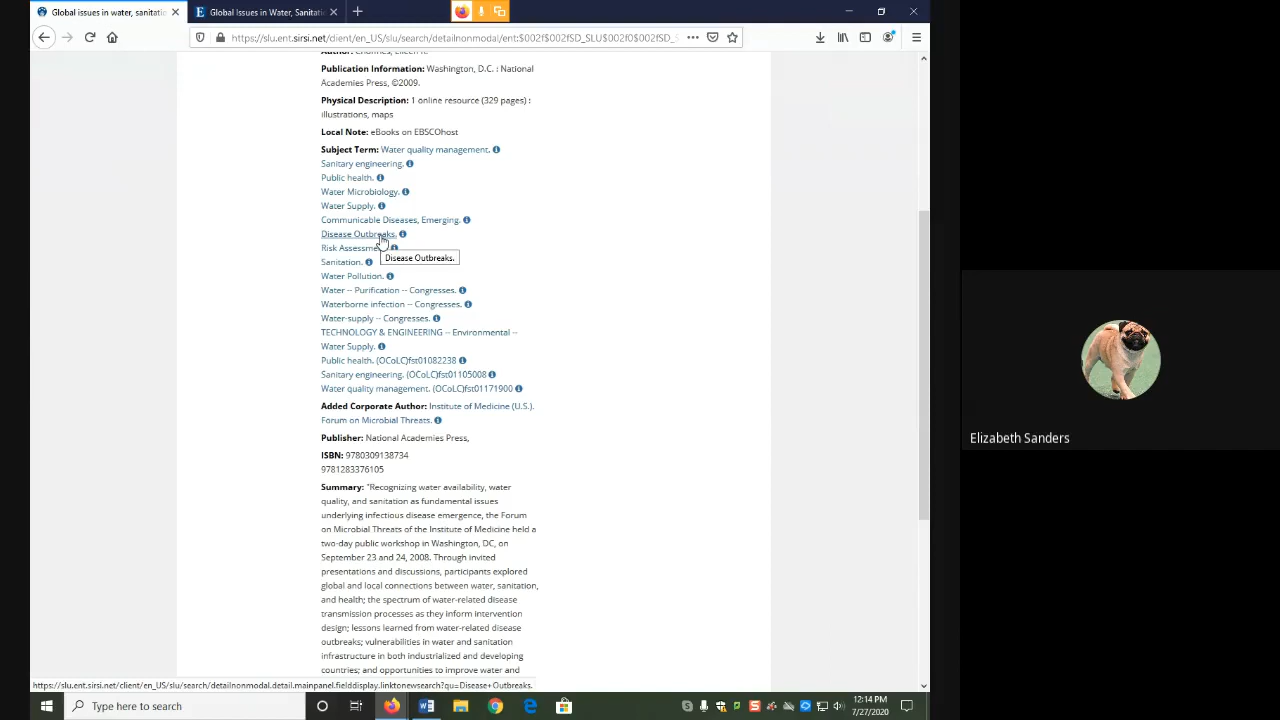 Global issues in water, sanitatio
Global Issues in Water, Sanitation
https://slu.ent.sirsi.net/client/en_US/slu/search/detailnonmodal/ent:$002f$002fSD_SLU$002f0$002fSD_S
Publication Information: Washington, D.C. : National
Academies Press, ©2009.
Physical Description: 1 online resource (329 pages) :
illustrations, maps
Local Note: eBooks on EBSCOhost
Subject Term: Water quality management.
Sanitary engineering.
Public health.
Water Microbiology.
Water Supply.
Communicable Diseases, Emerging.
Disease Outbreaks.
Risk Assessment
Disease Outbreaks.
Sanitation.
Water Pollution.
Water -- Purification -- Congresses.
Waterborne infection -- Congresses.
Water-supply -- Congresses.
TECHNOLOGY & ENGINEERING -- Environmental --
Water Supply.
Public health. (OCoLC)fst01082238
Sanitary engineering. (OCoLC)fst01105008
Water quality management. (OCoLC)fst01171900
Added Corporate Author: Institute of Medicine (U.S.).
Forum on Microbial Threats.
Publisher: National Academies Press,
ISBN: 9780309138734
9781283376105
Summary: "Recognizing water availability, water
quality, and sanitation as fundamental issues
underlying infectious disease emergence, the Forum
on Microbial Threats of the Institute of Medicine held a
two-day public workshop in Washington, DC, on
September 23 and 24, 2008. Through invited
presentations and discussions, participants explored
global and local connections between water, sanitation,
and health; the spectrum of water-related disease
transmission processes as they inform intervention
design; lessons learned from water-related disease
outbreaks; vulnerabilities in water and sanitation
infrastructure in both industrialized and developing
countries; and opportunities to improve water and
https://slu.ent.sirsi.net/client/en_US/slu/search/detailnonmodal.detail.mainpanel.fielddisplay.linktonewsearch?qu=Disease+Outbreaks.
Type here to search
12:14 PM
7/27/2020
Elizabeth Sanders